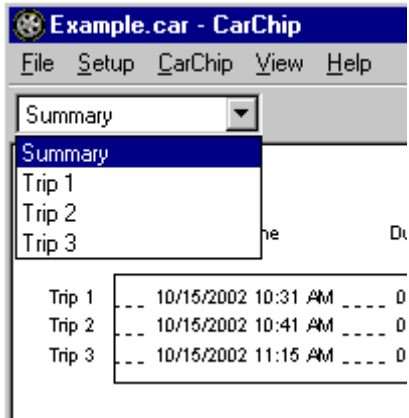 Example.car - CarChip
File Setup CarChip View Help
Summary
Summary
Trip 1
Trip 2
Trip 3
Trip 1 _ _ _ 10/15/2002 10:31 AM _ _ _ _ 0
Trip 2 _ _ _ 10/15/2002 10:41 AM _ _ _ _ 0
Trip 3 _ _ _ 10/15/2002 11:15 AM _ _ _ _ 0